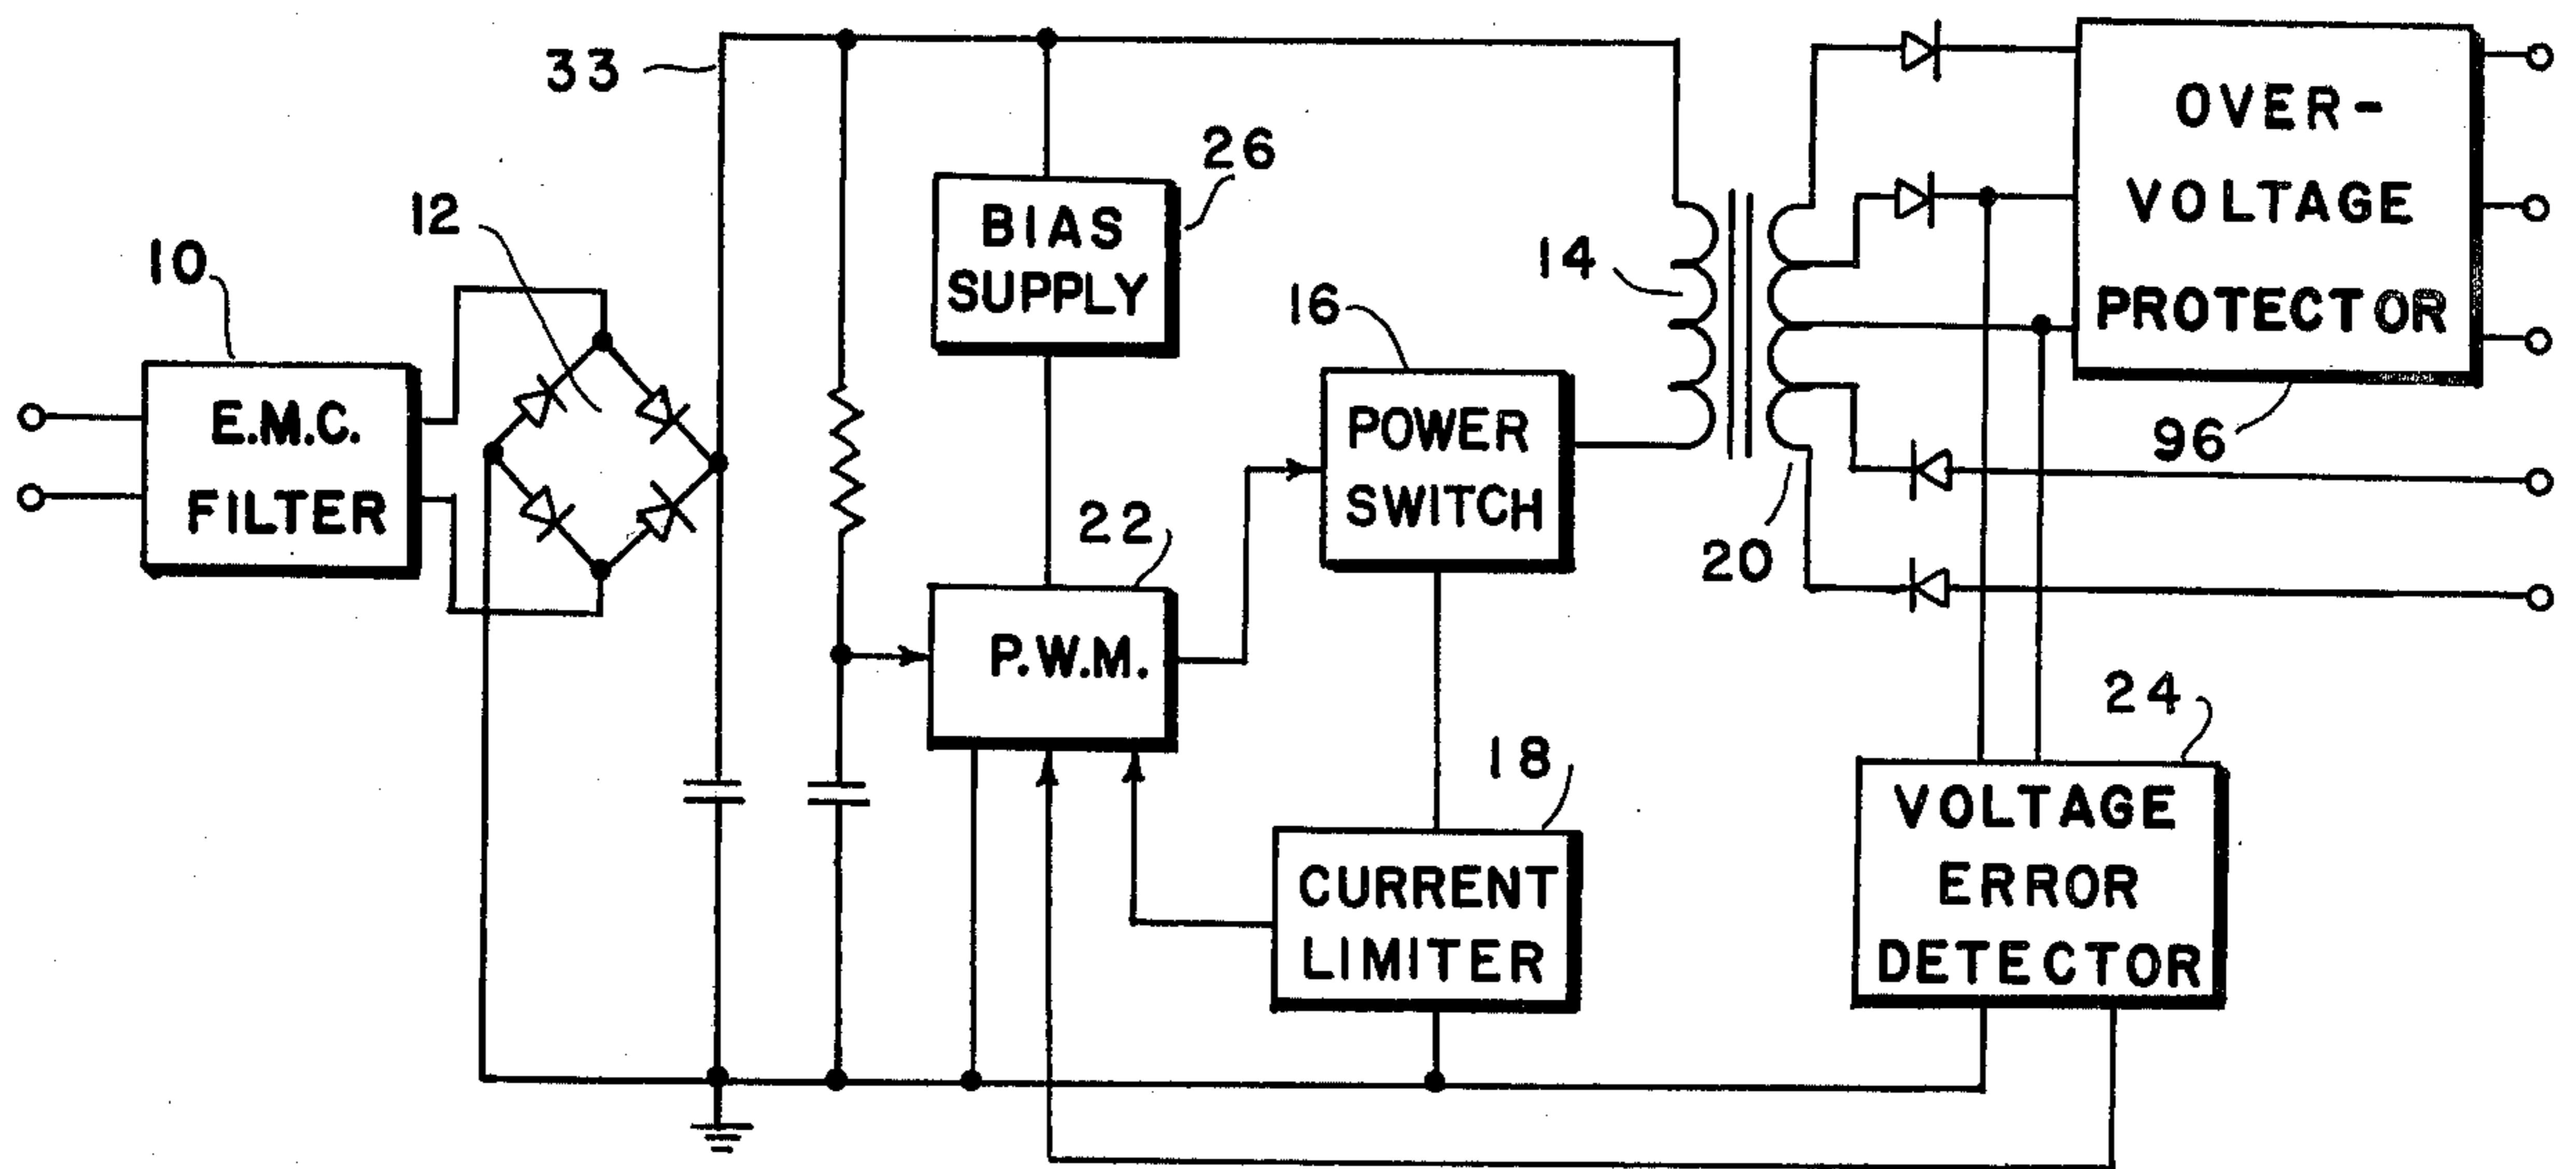 33
OVER-
VOLTAGE
PROTECTOR
26
12
BIAS
SUPPLY
10
14
16
E.M.C.
FILTER
POWER
SWITCH
96
22
20
P.W.M.
24
18
VOLTAGE
ERROR
DETECTOR
CURRENT
LIMITER